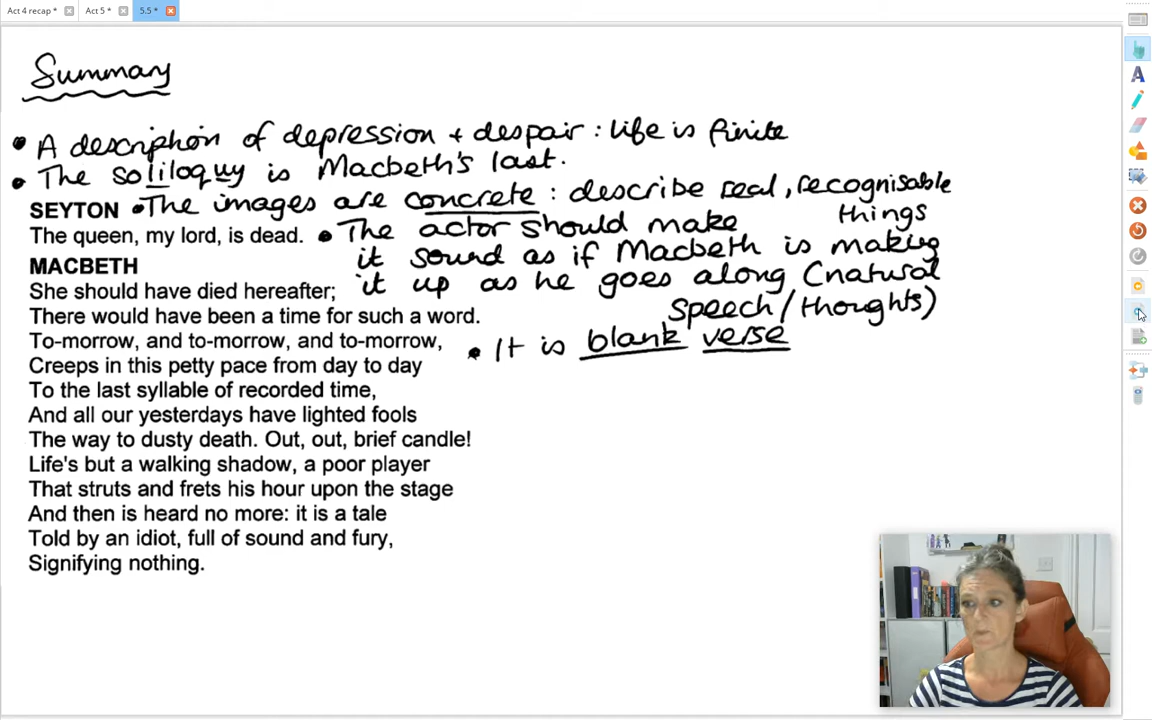 Act 4 recap *
Act 5 *
5.5 *
Summary
• A description of depression + despair : life is finite
• The soliloquy is Macbeth's last.
• The images are concrete : describe real, recognisable
things
SEYTON
The queen, my lord, is dead.
• The actor should make
it sound as if Macbeth is making
it up as he goes along (natural
speech / thoughts)
• It is blank verse
MACBETH
She should have died hereafter;
There would have been a time for such a word.
To-morrow, and to-morrow, and to-morrow,
Creeps in this petty pace from day to day
To the last syllable of recorded time,
And all our yesterdays have lighted fools
The way to dusty death. Out, out, brief candle!
Life's but a walking shadow, a poor player
That struts and frets his hour upon the stage
And then is heard no more: it is a tale
Told by an idiot, full of sound and fury,
Signifying nothing.